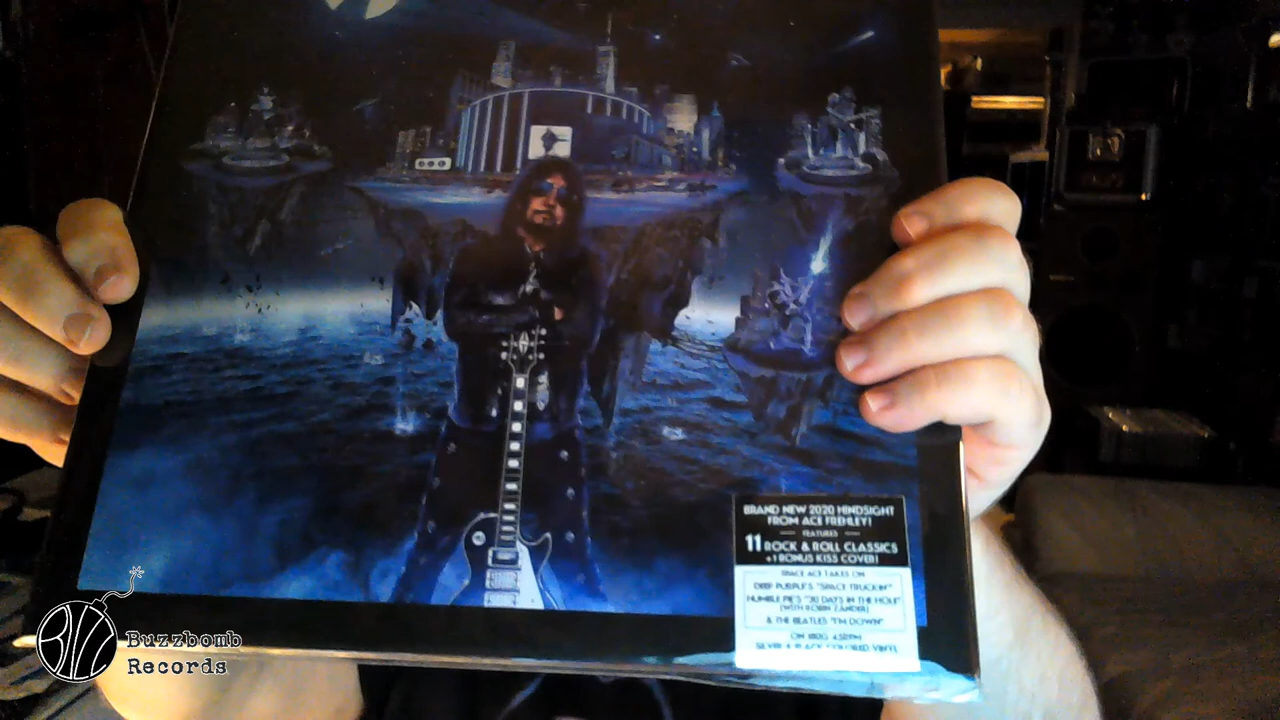 BRAND NEW 2020 HINDSIGHT
FROM ACE FREHLEY!
FEATURES
11 ROCK & ROLL CLASSICS
+ 1 BONUS KISS COVER!
SPACE ACE TAKES ON
DEEP PURPLE'S "SPACE TRUCKIN'"
HUMBLE PIE'S "30 DAYS IN THE HOLE"
(WITH ROBIN ZANDER)
& THE BEATLES "I'M DOWN"
ON 180G 45RPM
SILVER & BLACK COLORED VINYL
Buzzbomb
Records